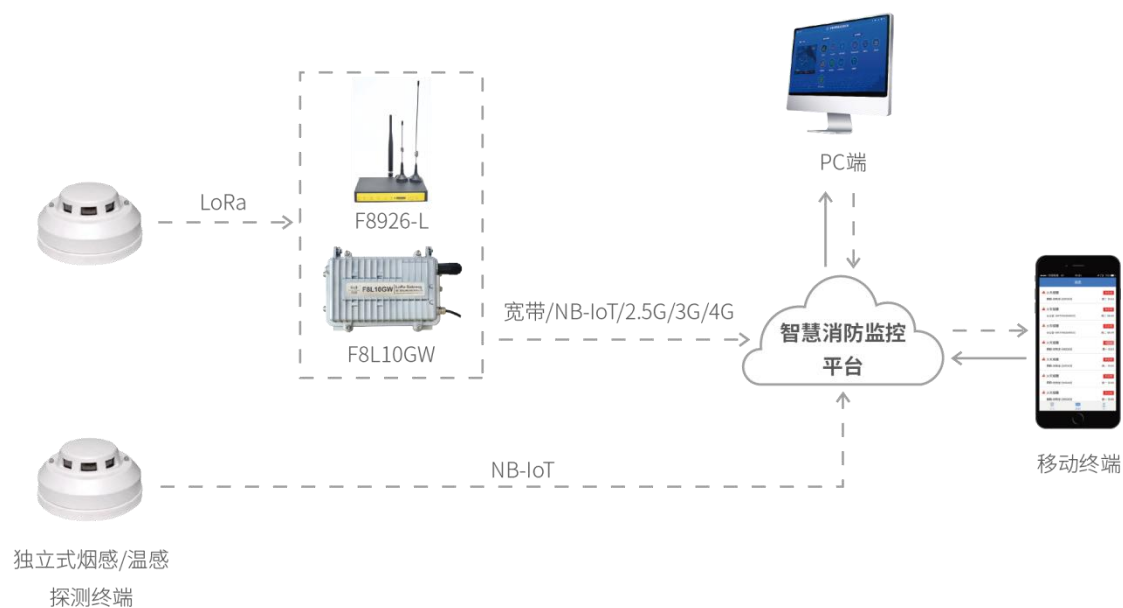 PC端
LoRa
F8926-L
F8L10GW
LoRa Gateway
F8L10GW
宽带/NB-IoT/2.5G/3G/4G
智慧消防监控
平台
移动终端
NB-IoT
独立式烟感/温感
探测终端